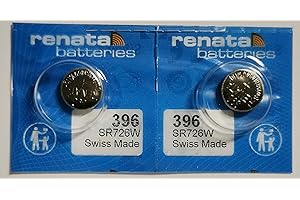 renata
batteries
396
SR726W
Swiss Made
renata
batteries
396
SR726W
Swiss Made